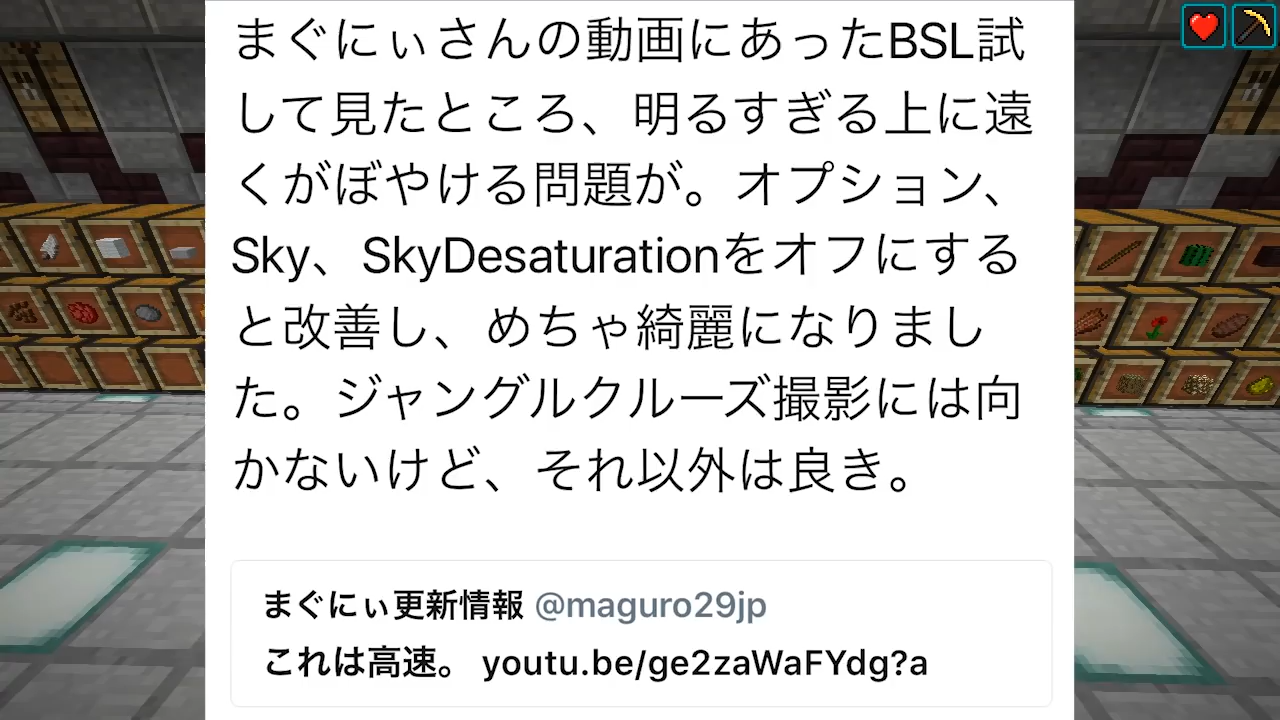 まぐにぃさんの動画にあったBSL試
して見たところ、明るすぎる上に遠
くがぼやける問題が。オプション、
Sky、SkyDesaturationをオフにする
と改善し、めちゃ綺麗になりまし
た。ジャングルクルーズ撮影には向
かないけど、それ以外は良き。
まぐにぃ更新情報 @maguro29jp
これは高速。 youtu.be/ge2zaWaFYdg?a